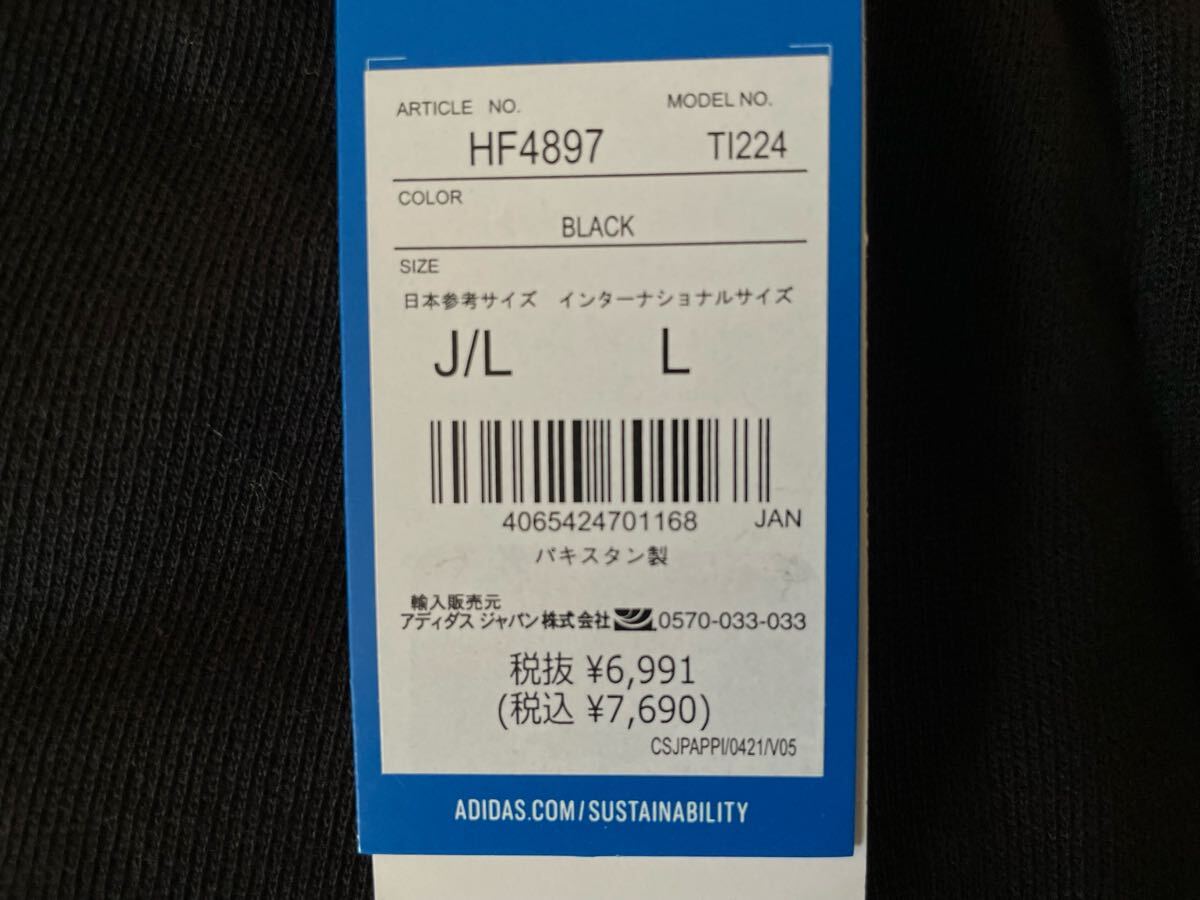 ARTICLE NO. MODEL NO.
HF4897 TI224
COLOR
BLACK
SIZE
日本参考サイズ インターナショナルサイズ
J/L L
4065424701168 JAN
パキスタン製
輸入販売元
アディダス ジャパン株式会社 0570-033-033
税抜 ¥6,991
(税込 ¥7,690)
CSJPAPPI/0421/V05
ADIDAS.COM/SUSTAINABILITY